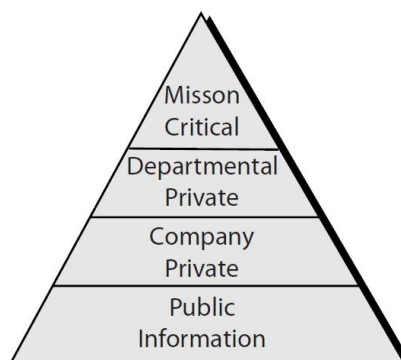 Misson
Critical
Departmental
Private
Company
Private
Public
Information